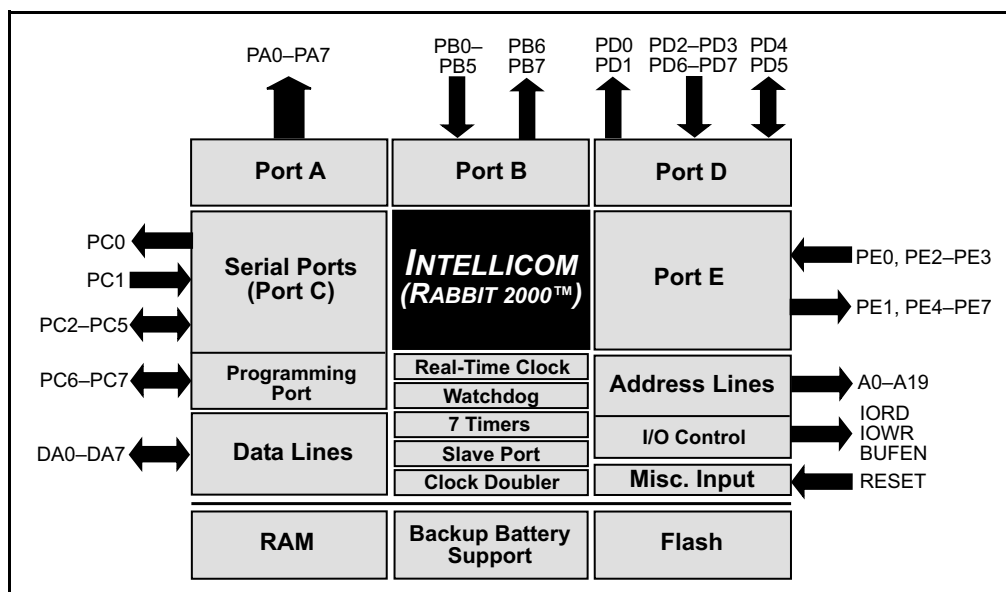 PA0–PA7
PB0–
PB5
PB6
PB7
PD0
PD1
PD2–PD3
PD6–PD7
PD4
PD5
Port A
Port B
Port D
PC0
PC1
PC2–PC5
PC6–PC7
DA0–DA7
Serial Ports
(Port C)
Programming
Port
Data Lines
INTELLICOM
(RABBIT 2000™)
Real-Time Clock
Watchdog
7 Timers
Slave Port
Clock Doubler
Port E
Address Lines
I/O Control
Misc. Input
PE0, PE2–PE3
PE1, PE4–PE7
A0–A19
IORD
IOWR
BUFEN
RESET
RAM
Backup Battery
Support
Flash